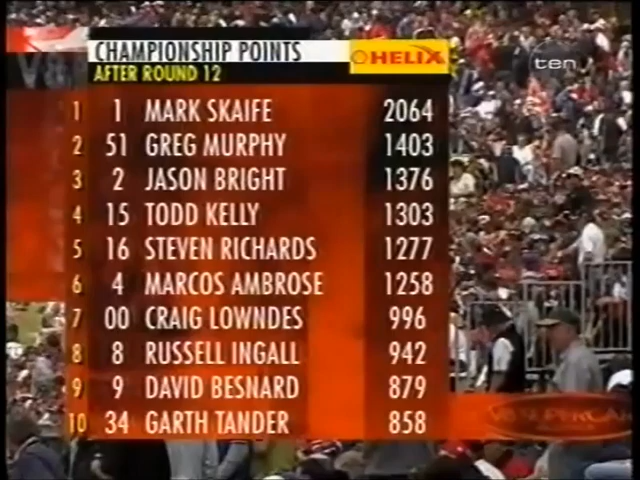 CHAMPIONSHIP POINTS
AFTER ROUND 12
HELIX
ten
1 1 MARK SKAIFE 2064
2 51 GREG MURPHY 1403
3 2 JASON BRIGHT 1376
4 15 TODD KELLY 1303
5 16 STEVEN RICHARDS 1277
6 4 MARCOS AMBROSE 1258
7 00 CRAIG LOWNDES 996
8 8 RUSSELL INGALL 942
9 9 DAVID BESNARD 879
10 34 GARTH TANDER 858
V8 SUPERCAR